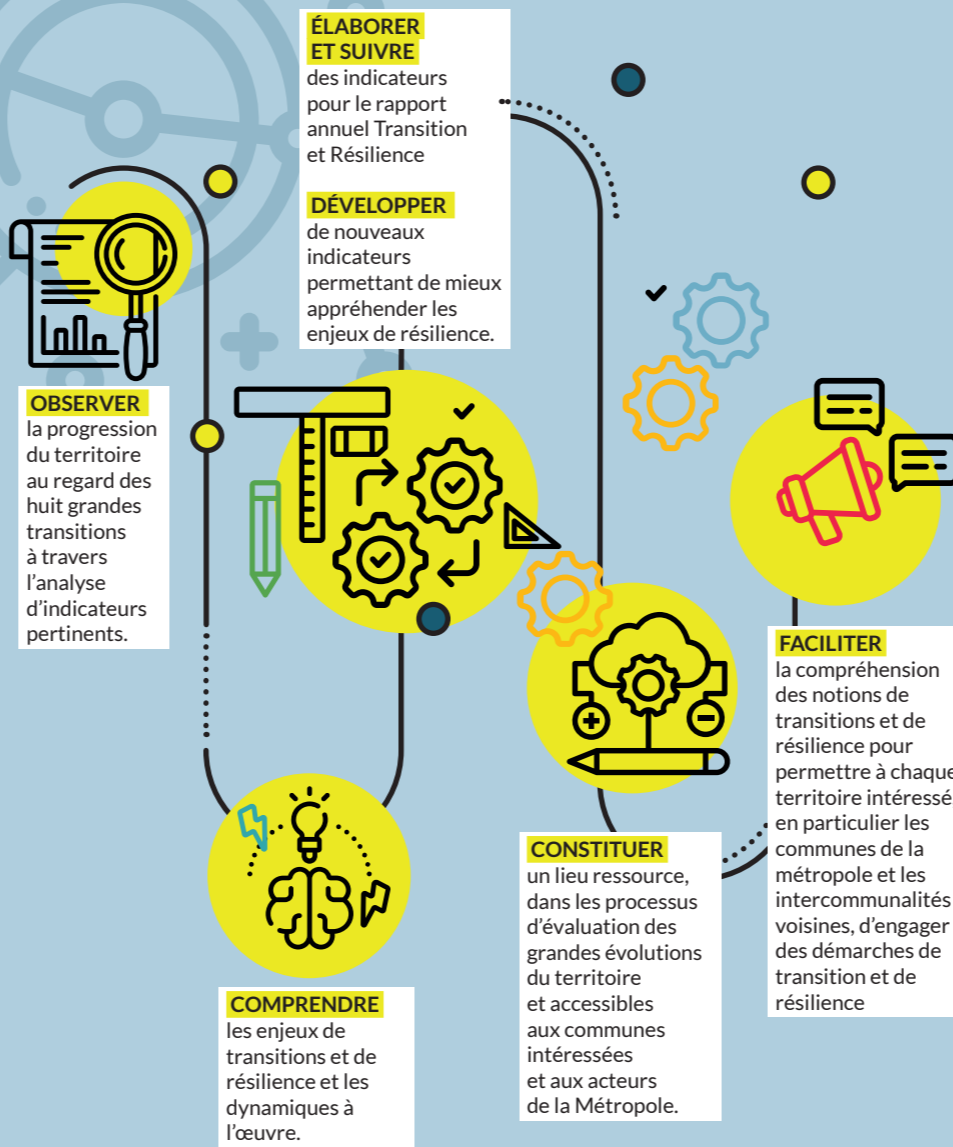 OBSERVER
la progression
du territoire
au regard des
huit grandes
transitions
à travers
l'analyse
d'indicateurs
pertinents.
COMPRENDRE
les enjeux de
transitions et de
résilience et les
dynamiques à
l'œuvre.
ÉLABORER
ET SUIVRE
des indicateurs
pour le rapport
annuel Transition
et Résilience
DÉVELOPPER
de nouveaux
indicateurs
permettant de mieux
appréhender les
enjeux de résilience.
CONSTITUER
un lieu ressource,
dans les processus
d'évaluation des
grandes évolutions
du territoire
et accessibles
aux communes
intéressées
et aux acteurs
de la Métropole.
FACILITER
la compréhension
des notions de
transitions et de
résilience pour
permettre à chaque
territoire intéressé
en particulier les
communes de la
métropole et les
intercommunalités
voisines, d'engager
des démarches de
transition et de
résilience